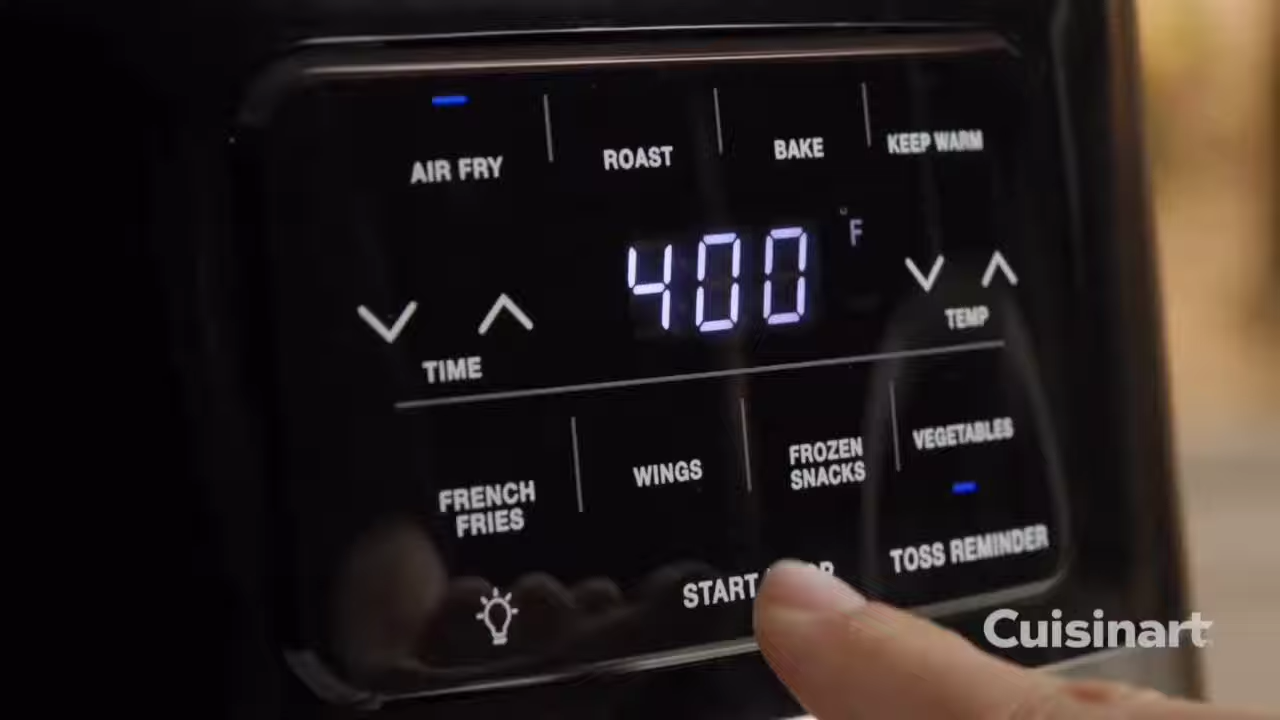 AIR FRY
ROAST
BAKE
KEEP WARM
400 °F
TIME
TEMP
FRENCH
FRIES
WINGS
FROZEN
SNACKS
VEGETABLES
START
TOSS REMINDER
Cuisinart